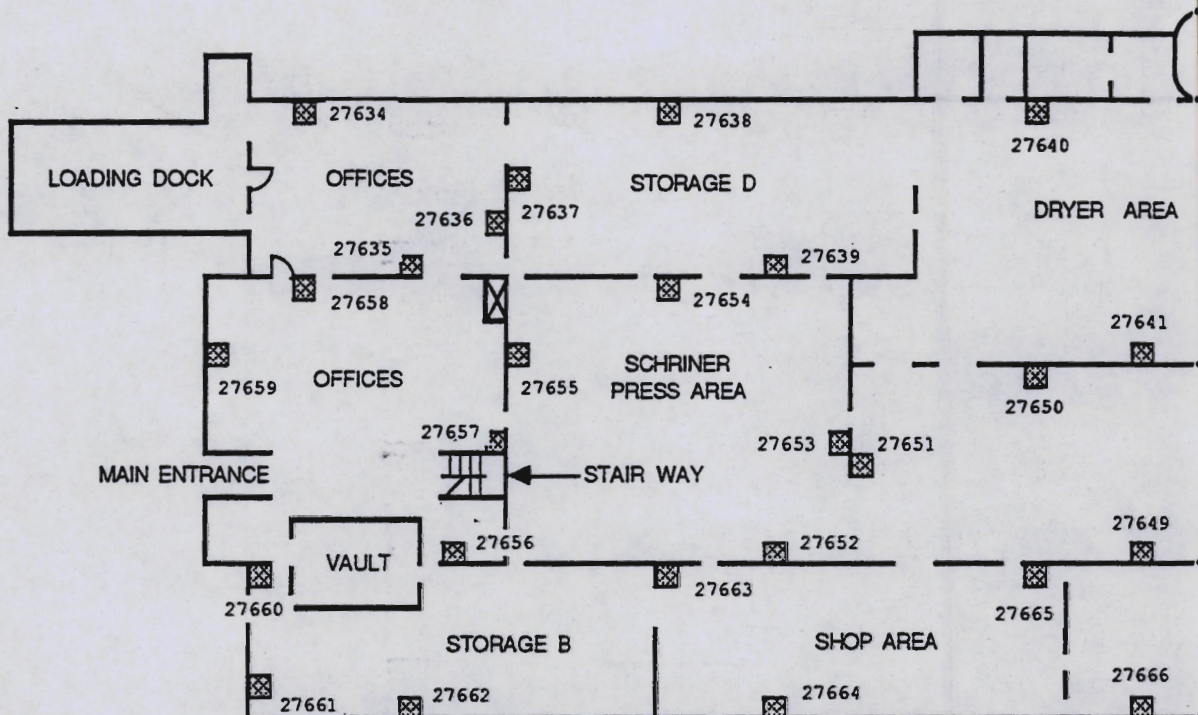 27634
27638
27640
LOADING DOCK
OFFICES
STORAGE D
27636
27637
DRYER AREA
27635
27639
27658
27654
27641
27659
OFFICES
27655
SCHRINER
PRESS AREA
27650
27657
27653
27651
MAIN ENTRANCE
STAIR WAY
VAULT
27656
27652
27649
27660
27663
27665
STORAGE B
SHOP AREA
27661
27662
27664
27666